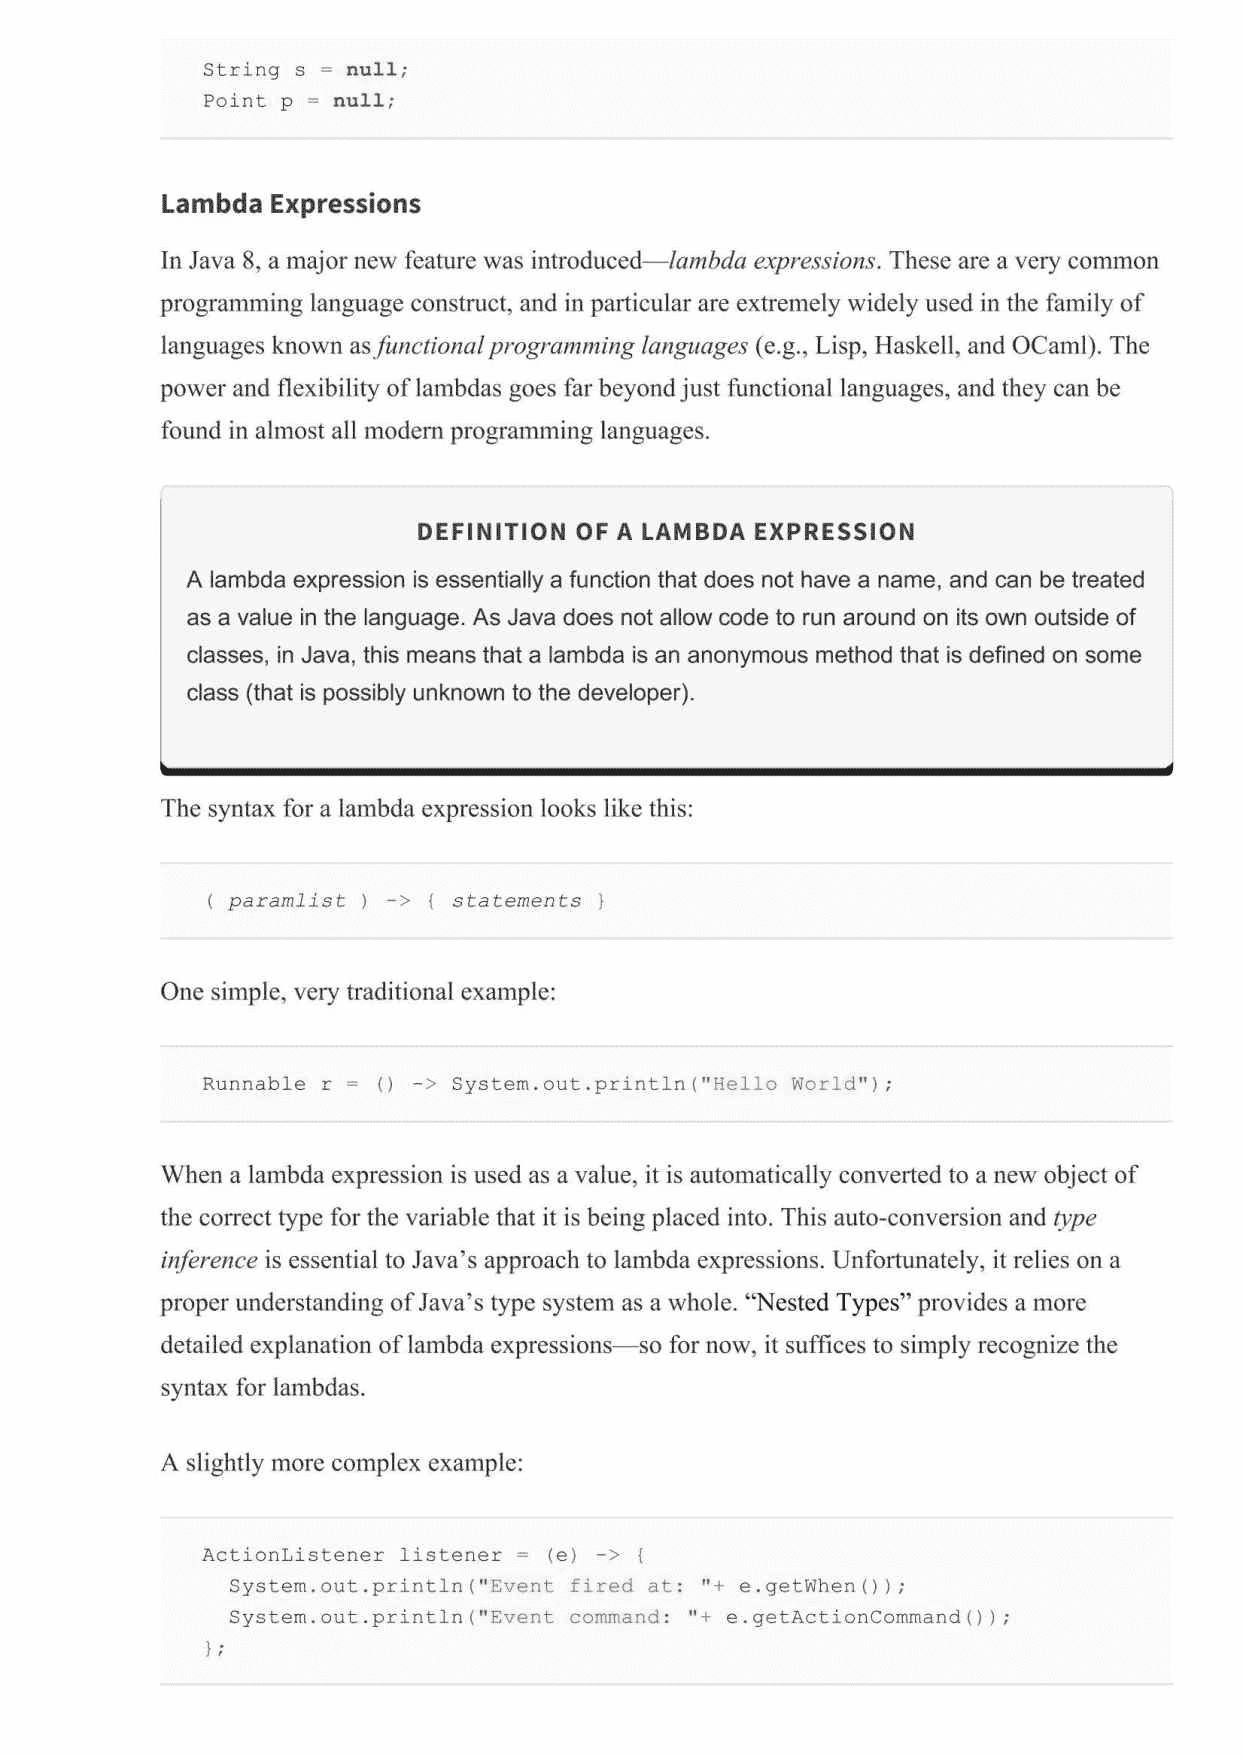 String s = null;
Point p = null;
Lambda Expressions
In Java 8, a major new feature was introduced—lambda expressions. These are a very common
programming language construct, and in particular are extremely widely used in the family of
languages known as functional programming languages (e.g., Lisp, Haskell, and OCaml). The
power and flexibility of lambdas goes far beyond just functional languages, and they can be
found in almost all modern programming languages.
DEFINITION OF A LAMBDA EXPRESSION
A lambda expression is essentially a function that does not have a name, and can be treated
as a value in the language. As Java does not allow code to run around on its own outside of
classes, in Java, this means that a lambda is an anonymous method that is defined on some
class (that is possibly unknown to the developer).
The syntax for a lambda expression looks like this:
( paramlist ) -> { statements }
One simple, very traditional example:
Runnable r = () -> System.out.println("Hello World");
When a lambda expression is used as a value, it is automatically converted to a new object of
the correct type for the variable that it is being placed into. This auto-conversion and type
inference is essential to Java’s approach to lambda expressions. Unfortunately, it relies on a
proper understanding of Java’s type system as a whole. “Nested Types” provides a more
detailed explanation of lambda expressions—so for now, it suffices to simply recognize the
syntax for lambdas.
A slightly more complex example:
ActionListener listener = (e) -> {
  System.out.println("Event fired at: "+ e.getWhen());
  System.out.println("Event command: "+ e.getActionCommand());
};